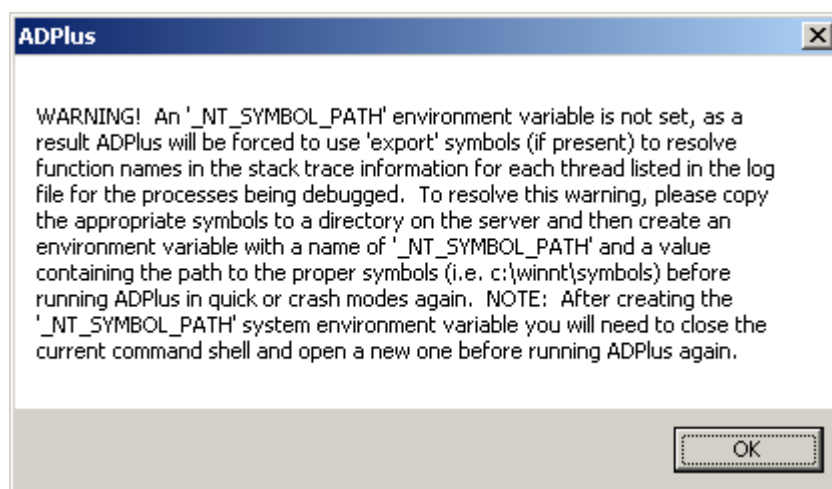 ADPlus
WARNING!  An '_NT_SYMBOL_PATH' environment variable is not set, as a
result ADPlus will be forced to use 'export' symbols (if present) to resolve
function names in the stack trace information for each thread listed in the log
file for the processes being debugged.  To resolve this warning, please copy
the appropriate symbols to a directory on the server and then create an
environment variable with a name of '_NT_SYMBOL_PATH' and a value
containing the path to the proper symbols (i.e. c:\winnt\symbols) before
running ADPlus in quick or crash modes again.  NOTE:  After creating the
'_NT_SYMBOL_PATH' system environment variable you will need to close the
current command shell and open a new one before running ADPlus again.
OK